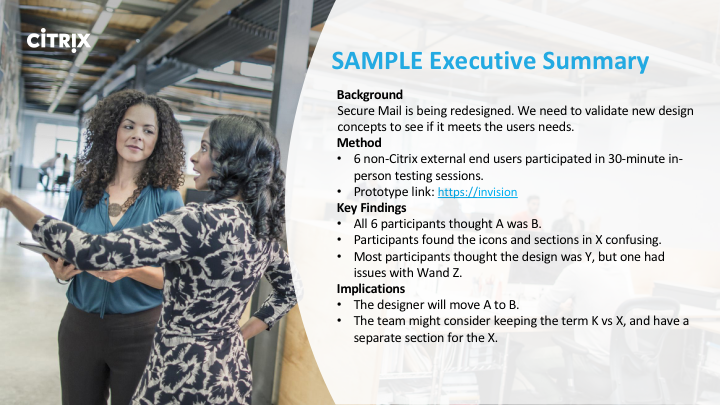 CİTRIX
SAMPLE Executive Summary
Background
Secure Mail is being redesigned. We need to validate new design
concepts to see if it meets the users needs.
Method
• 6 non-Citrix external end users participated in 30-minute in-
person testing sessions.
• Prototype link: https://invision
Key Findings
• All 6 participants thought A was B.
• Participants found the icons and sections in X confusing.
• Most participants thought the design was Y, but one had
issues with Wand Z.
Implications
• The designer will move A to B.
• The team might consider keeping the term K vs X, and have a
separate section for the X.